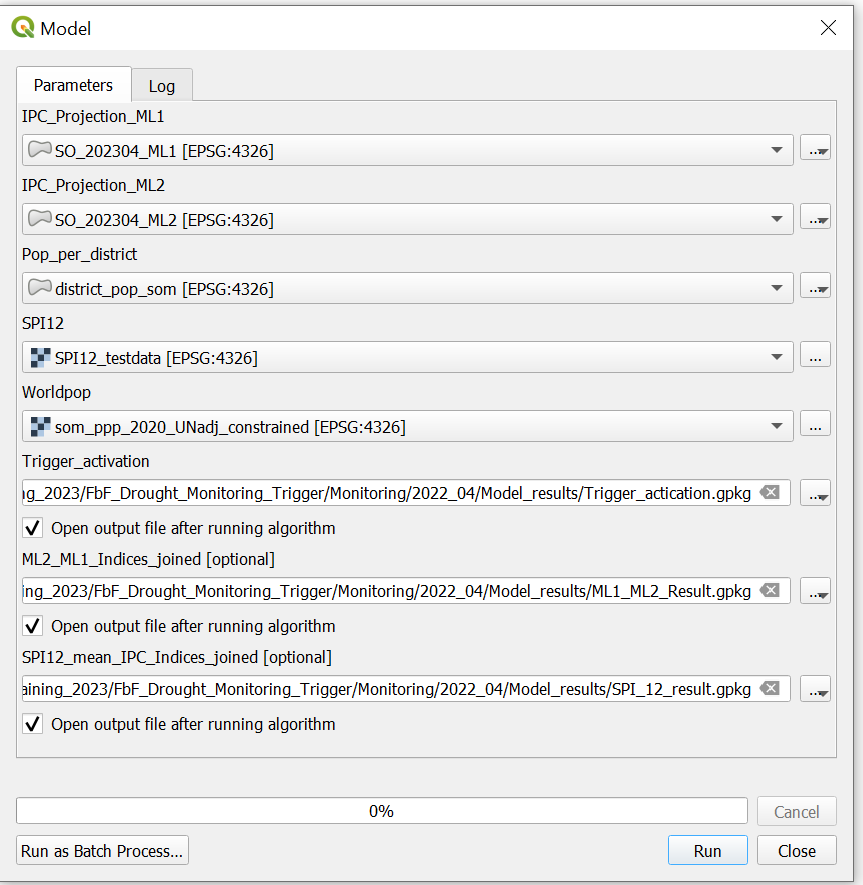 Model
Parameters
Log
IPC_Projection_ML1
SO_202304_ML1 [EPSG:4326]
...
IPC_Projection_ML2
SO_202304_ML2 [EPSG:4326]
...
Pop_per_district
district_pop_som [EPSG:4326]
...
SPI12
SPI12_testdata [EPSG:4326]
...
Worldpop
som_ppp_2020_UNadj_constrained [EPSG:4326]
...
Trigger_activation
ng_2023/FbF_Drought_Monitoring_Trigger/Monitoring/2022_04/Model_results/Trigger_actication.gpkg
...
Open output file after running algorithm
ML2_ML1_Indices_joined [optional]
ing_2023/FbF_Drought_Monitoring_Trigger/Monitoring/2022_04/Model_results/ML1_ML2_Result.gpkg
...
Open output file after running algorithm
SPI12_mean_IPC_Indices_joined [optional]
aining_2023/FbF_Drought_Monitoring_Trigger/Monitoring/2022_04/Model_results/SPI_12_result.gpkg
...
Open output file after running algorithm
0%
Cancel
Run as Batch Process...
Run
Close